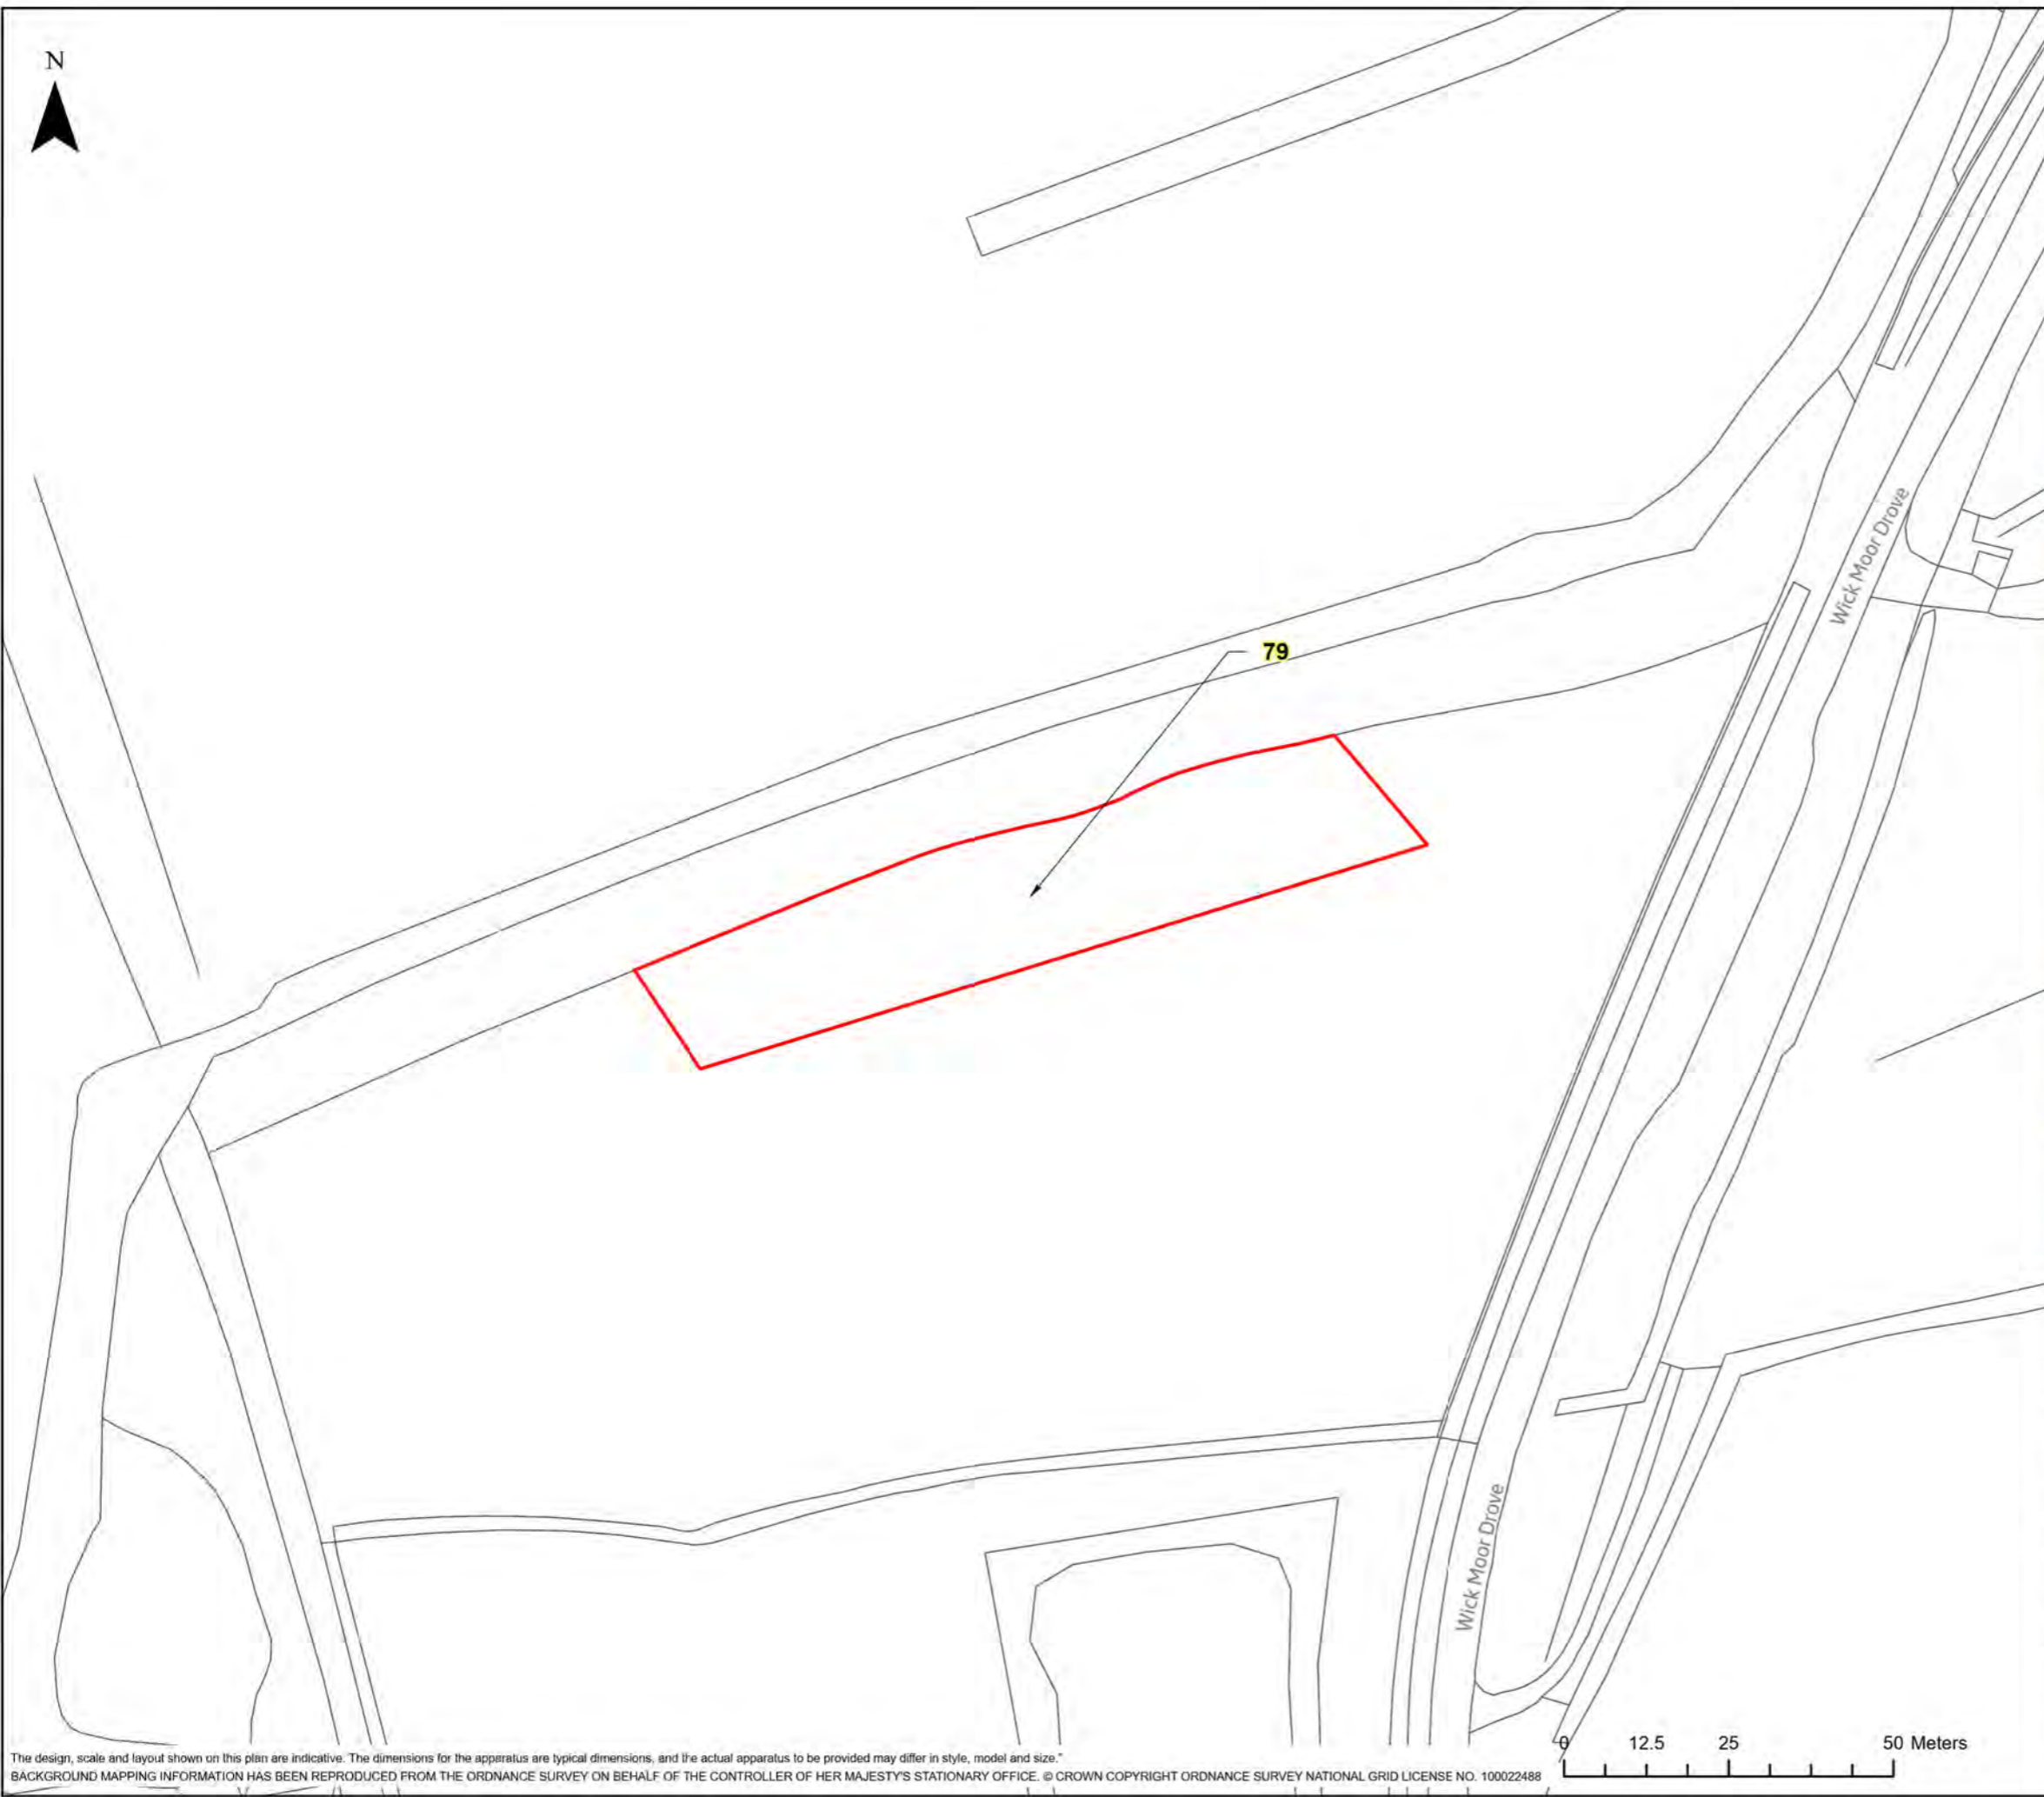 N
79
Wick Moor Drove
Wick Moor Drove
0 12.5 25 50 Meters
The design, scale and layout shown on this plan are indicative. The dimensions for the apparatus are typical dimensions, and the actual apparatus to be provided may differ in style, model and size."
BACKGROUND MAPPING INFORMATION HAS BEEN REPRODUCED FROM THE ORDNANCE SURVEY ON BEHALF OF THE CONTROLLER OF HER MAJESTY'S STATIONARY OFFICE. © CROWN COPYRIGHT ORDNANCE SURVEY NATIONAL GRID LICENSE NO. 100022488